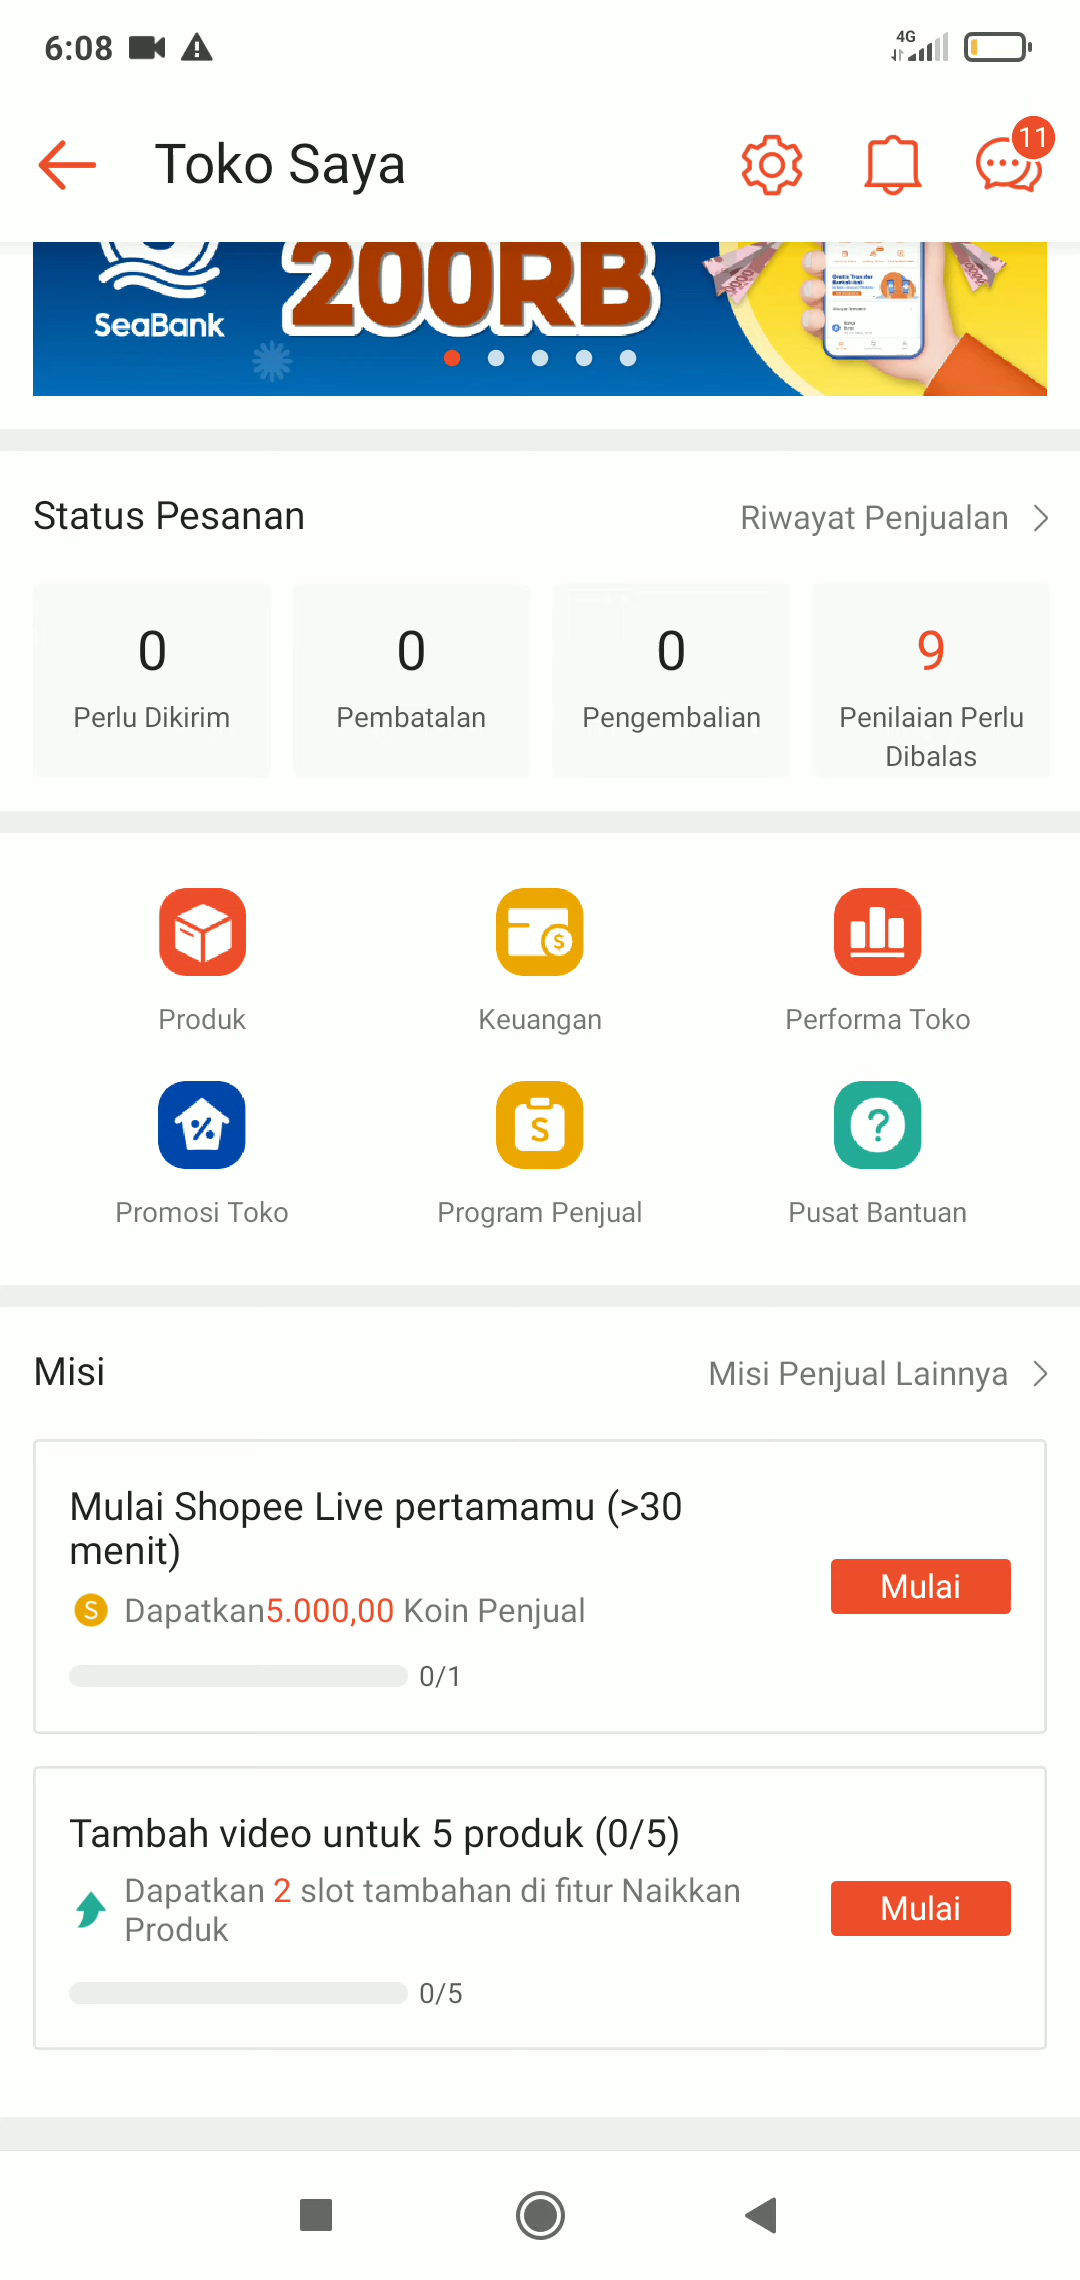 6:08
4G
Toko Saya
11
SeaBank
200RB
Status Pesanan
Riwayat Penjualan
0
0
0
9
Perlu Dikirim
Pembatalan
Pengembalian
Penilaian Perlu
Dibalas
Produk
Keuangan
Performa Toko
Promosi Toko
Program Penjual
Pusat Bantuan
Misi
Misi Penjual Lainnya
Mulai Shopee Live pertamamu (>30
menit)
Mulai
Dapatkan5.000,00 Koin Penjual
0/1
Tambah video untuk 5 produk (0/5)
Dapatkan 2 slot tambahan di fitur Naikkan
Produk
Mulai
0/5